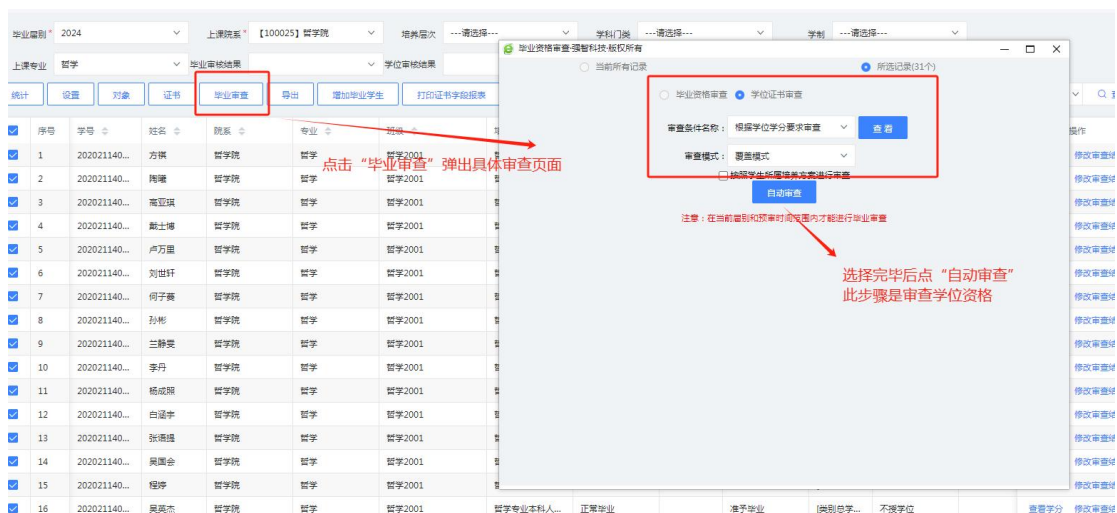 毕业届别* 2024 上课院系* 【100025】哲学院 培养层次 ---请选择--- 学科门类 ---请选择--- 学制 ---请选择---
上课专业 哲学 毕业审核结果 学位审核结果
统计 设置 对象 证书 毕业审查 导出 增加毕业学生 打印证书字段报表
毕业资格审查-强智科技-版权所有
当前所有记录 所选记录(31个)
毕业资格审查 学位证书审查
审查条件名称: 根据学位学分要求审查 查看
审查模式: 覆盖模式
按照学生所属培养方案进行审查
自动审查
注意:在当前届别和预审时间范围内才能进行毕业审查
点击“毕业审查”弹出具体审查页面
选择完毕后点“自动审查”
此步骤是审查学位资格
序号 学号 姓名 院系 专业 班级 操作
1 202021140... 方祺 哲学院 哲学 哲学2001 修改审查结
2 202021140... 陶曦 哲学院 哲学 哲学2001 修改审查结
3 202021140... 高亚琪 哲学院 哲学 哲学2001 修改审查结
4 202021140... 戴士博 哲学院 哲学 哲学2001 修改审查结
5 202021140... 卢万里 哲学院 哲学 哲学2001 修改审查结
6 202021140... 刘世轩 哲学院 哲学 哲学2001 修改审查结
7 202021140... 何子蒉 哲学院 哲学 哲学2001 修改审查结
8 202021140... 孙彬 哲学院 哲学 哲学2001 修改审查结
9 202021140... 兰静雯 哲学院 哲学 哲学2001 修改审查结
10 202021140... 李丹 哲学院 哲学 哲学2001 修改审查结
11 202021140... 杨成照 哲学院 哲学 哲学2001 修改审查结
12 202021140... 白涵宇 哲学院 哲学 哲学2001 修改审查结
13 202021140... 张语提 哲学院 哲学 哲学2001 修改审查结
14 202021140... 吴国会 哲学院 哲学 哲学2001 修改审查结
15 202021140... 程婷 哲学院 哲学 哲学2001 修改审查结
16 202021140... 吴英杰 哲学院 哲学 哲学2001 哲学专业本科人... 正常毕业 准予毕业 [类别总学... 不授学位 查看学分 修改审查结